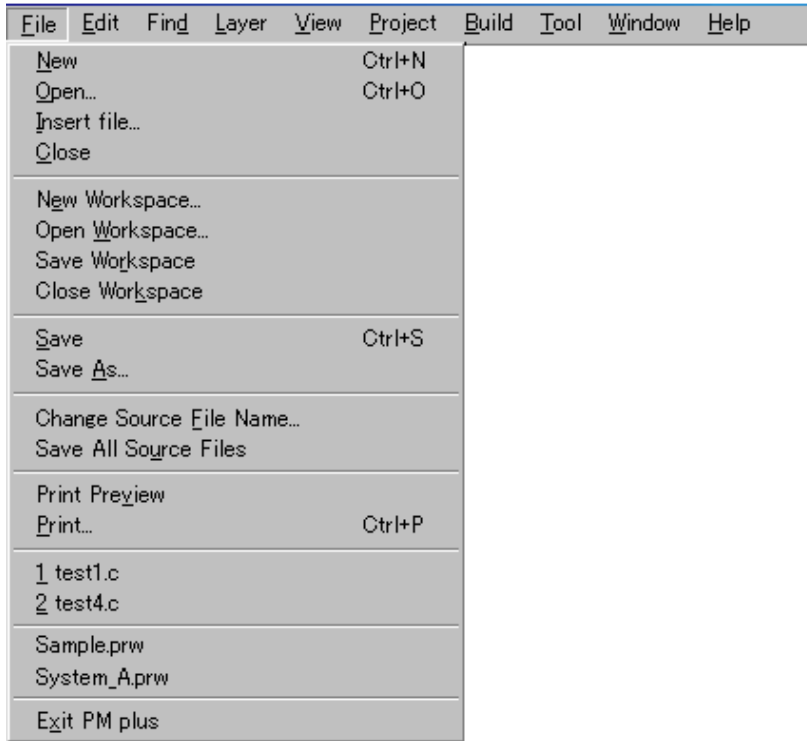 File Edit Find Layer View Project Build Tool Window Help
New Ctrl+N
Open... Ctrl+O
Insert file...
Close
New Workspace...
Open Workspace...
Save Workspace
Close Workspace
Save Ctrl+S
Save As...
Change Source File Name...
Save All Source Files
Print Preview
Print... Ctrl+P
1 test1.c
2 test4.c
Sample.prw
System_A.prw
Exit PM plus